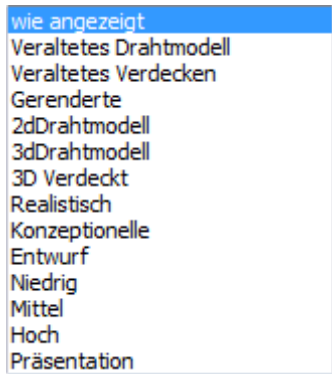 wie angezeigt
Veraltetes Drahtmodell
Veraltetes Verdecken
Gerenderte
2dDrahtmodell
3dDrahtmodell
3D Verdeckt
Realistisch
Konzeptionelle
Entwurf
Niedrig
Mittel
Hoch
Präsentation